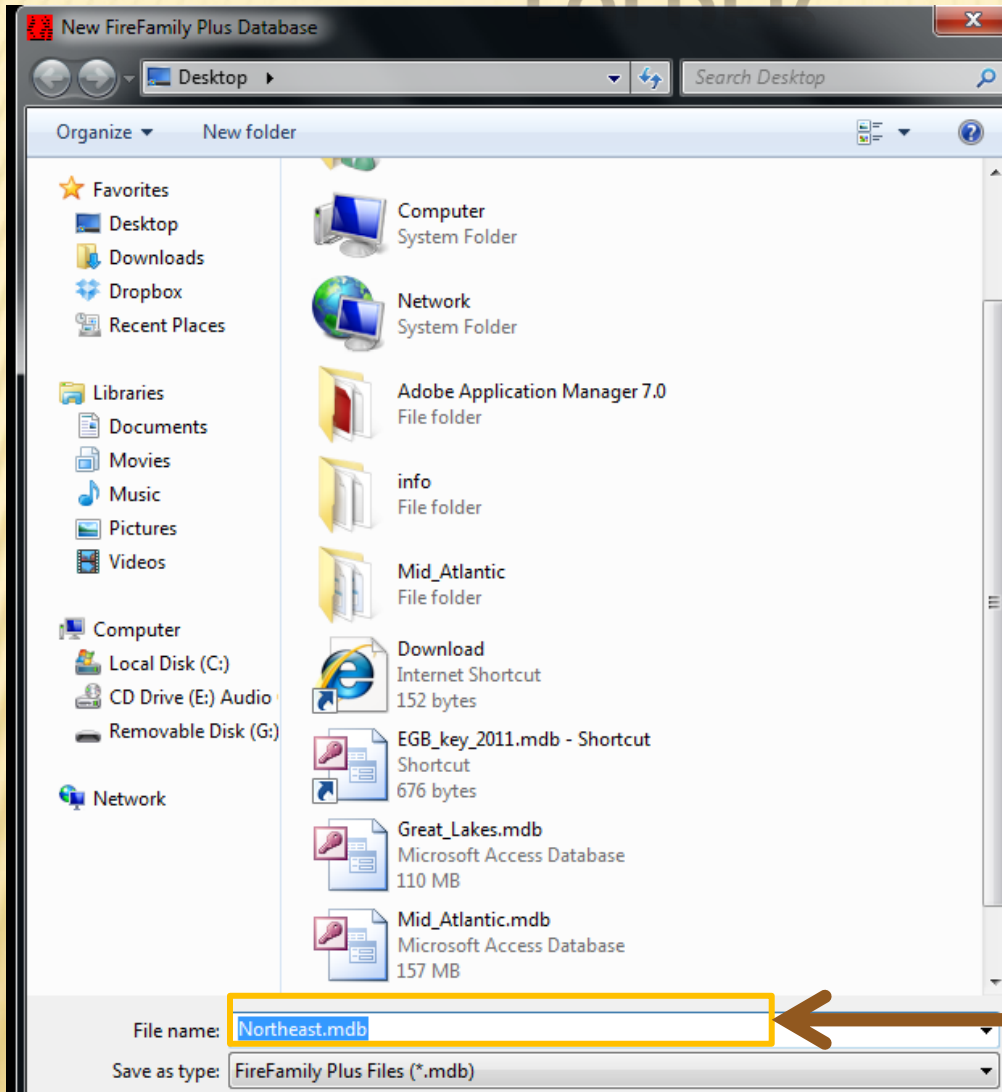 New FireFamily Plus Database
Desktop
Search Desktop
Organize
New folder
Favorites
Desktop
Downloads
Dropbox
Recent Places
Libraries
Documents
Movies
Music
Pictures
Videos
Computer
Local Disk (C:)
CD Drive (E:) Audio
Removable Disk (G:)
Network
Computer
System Folder
Network
System Folder
Adobe Application Manager 7.0
File folder
info
File folder
Mid_Atlantic
File folder
Download
Internet Shortcut
152 bytes
EGB_key_2011.mdb - Shortcut
Shortcut
676 bytes
Great_Lakes.mdb
Microsoft Access Database
110 MB
Mid_Atlantic.mdb
Microsoft Access Database
157 MB
File name: Northeast.mdb
Save as type: FireFamily Plus Files (*.mdb)